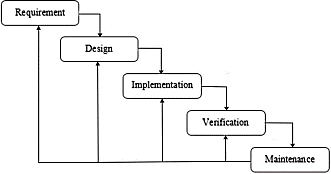 Requirement
Design
Implementation
Verification
Maintenance